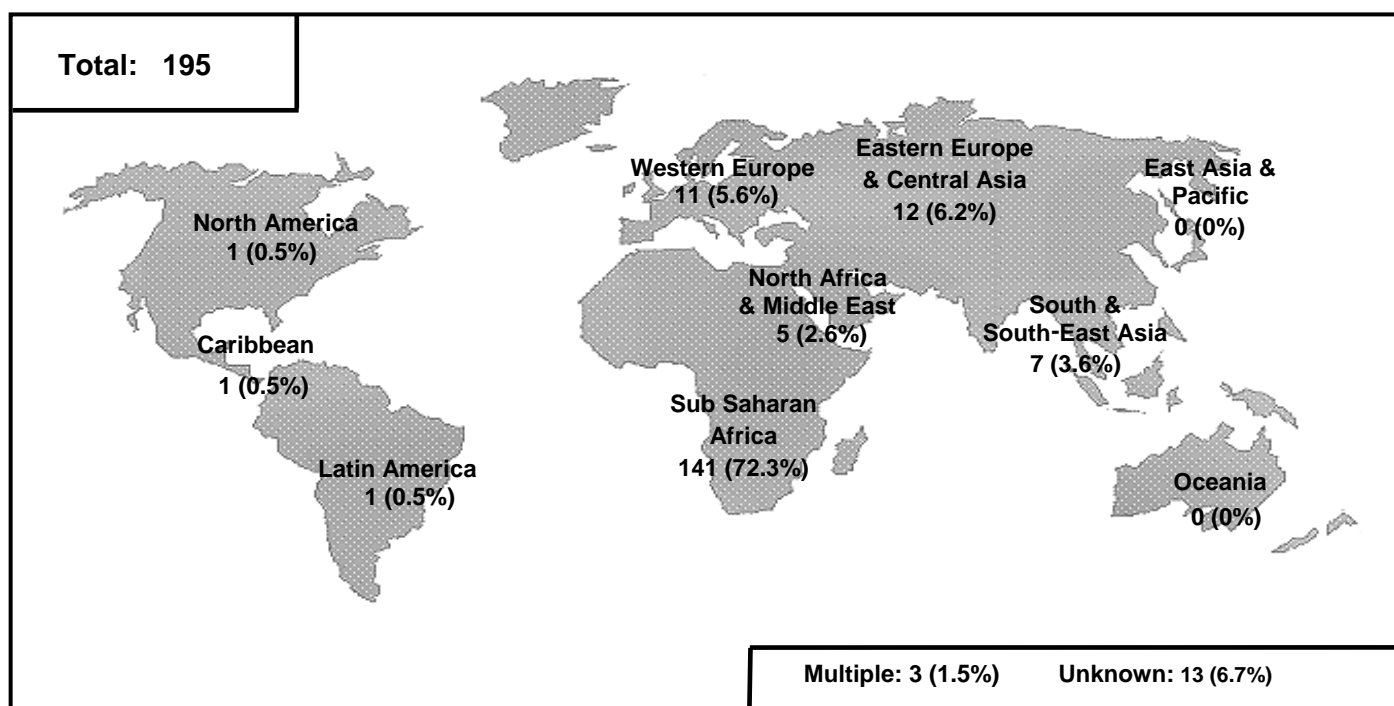 Total: 195
Western Europe
11 (5.6%)
Eastern Europe
& Central Asia
12 (6.2%)
East Asia &
Pacific
0 (0%)
North America
1 (0.5%)
North Africa
& Middle East
5 (2.6%)
South &
South-East Asia
7 (3.6%)
Caribbean
1 (0.5%)
Sub Saharan
Africa
141 (72.3%)
Latin America
1 (0.5%)
Oceania
0 (0%)
Multiple: 3 (1.5%) Unknown: 13 (6.7%)